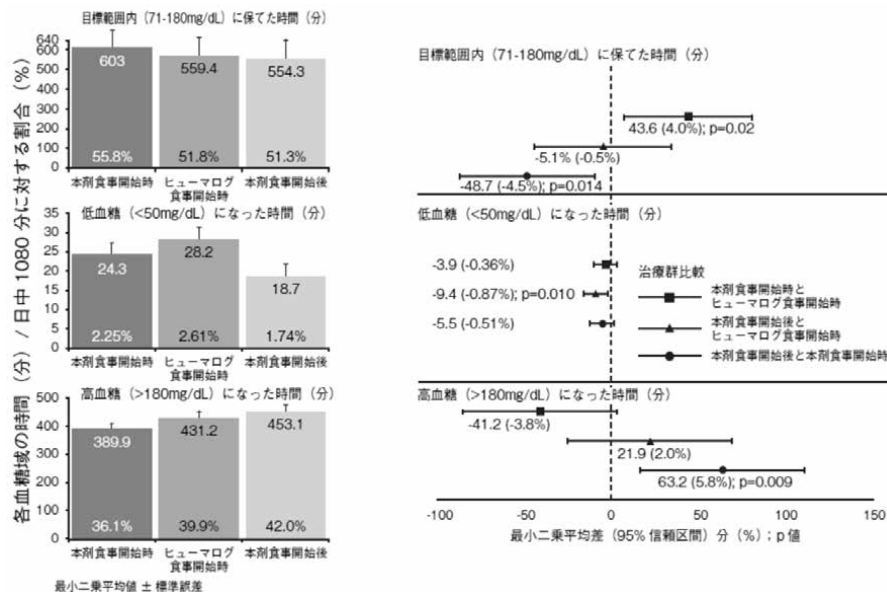 目標範囲内（71-180mg/dL）に保てた時間（分）
640
600
500
400
300
200
100
0
603
559.4
554.3
55.8%
51.8%
51.3%
本剤食事開始時
ヒューマログ
食事開始時
本剤食事開始後
低血糖（<50mg/dL）になった時間（分）
35
30
25
20
15
10
5
0
24.3
28.2
18.7
2.25%
2.61%
1.74%
本剤食事開始時
ヒューマログ
食事開始時
本剤食事開始後
高血糖（>180mg/dL）になった時間（分）
500
400
300
200
100
0
389.9
431.2
453.1
36.1%
39.9%
42.0%
本剤食事開始時
ヒューマログ
食事開始時
本剤食事開始後
各血糖域の時間（分）/ 日中 1080 分に対する割合（%）
最小二乗平均値 ± 標準誤差
目標範囲内（71-180mg/dL）に保てた時間（分）
43.6 (4.0%); p=0.02
-5.1% (-0.5%)
-48.7 (-4.5%); p=0.014
低血糖（<50mg/dL）になった時間（分）
-3.9 (-0.36%)
-9.4 (-0.87%); p=0.010
-5.5 (-0.51%)
治療群比較
本剤食事開始時と
ヒューマログ食事開始時
本剤食事開始後と
ヒューマログ食事開始時
本剤食事開始後と本剤食事開始時
高血糖（>180mg/dL）になった時間（分）
-41.2 (-3.8%)
21.9 (2.0%)
63.2 (5.8%); p=0.009
-100
-50
0
50
100
150
最小二乗平均差（95% 信頼区間）分（%）; p 値